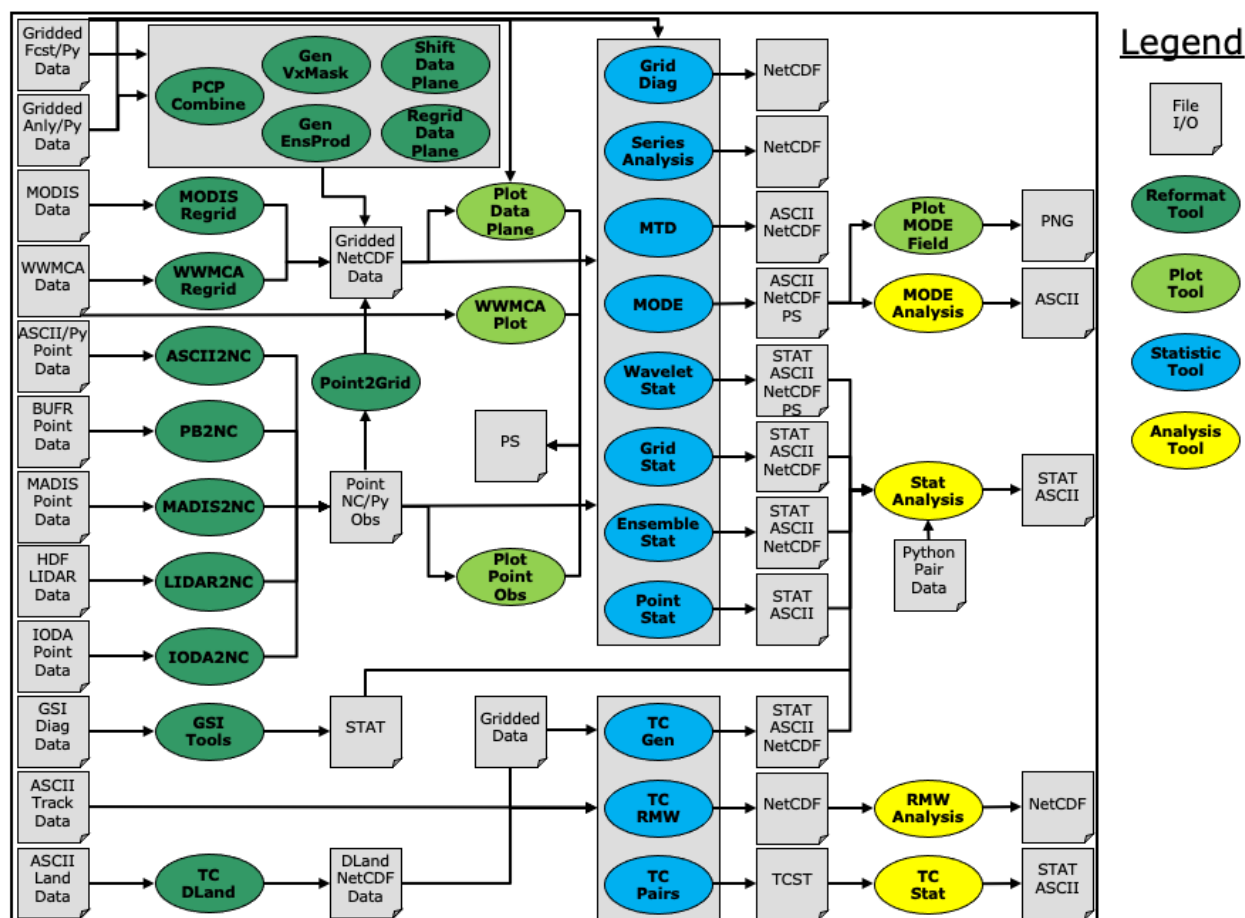 Gridded
Fcst/Py
Data
Gridded
Anly/Py
Data
PCP
Combine
Gen
VxMask
Shift
Data
Plane
Gen
EnsProd
Regrid
Data
Plane
MODIS
Data
MODIS
Regrid
WWMCA
Data
WWMCA
Regrid
Gridded
NetCDF
Data
Plot
Data
Plane
WWMCA
Plot
ASCII/Py
Point
Data
ASCII2NC
Point2Grid
BUFR
Point
Data
PB2NC
PS
MADIS
Point
Data
MADIS2NC
Point
NC/Py
Obs
HDF
LIDAR
Data
LIDAR2NC
Plot
Point
Obs
IODA
Point
Data
IODA2NC
GSI
Diag
Data
GSI
Tools
STAT
Gridded
Data
ASCII
Track
Data
ASCII
Land
Data
TC
DLand
DLand
NetCDF
Data
Grid
Diag
NetCDF
Series
Analysis
NetCDF
MTD
ASCII
NetCDF
MODE
ASCII
NetCDF
PS
Plot
MODE
Field
PNG
MODE
Analysis
ASCII
Wavelet
Stat
STAT
ASCII
NetCDF
PS
Grid
Stat
STAT
ASCII
NetCDF
Stat
Analysis
STAT
ASCII
Ensemble
Stat
STAT
ASCII
NetCDF
Python
Pair
Data
Point
Stat
STAT
ASCII
TC
Gen
STAT
ASCII
NetCDF
TC
RMW
NetCDF
RMW
Analysis
NetCDF
TC
Pairs
TCST
TC
Stat
STAT
ASCII
Legend
File
I/O
Reformat
Tool
Plot
Tool
Statistic
Tool
Analysis
Tool